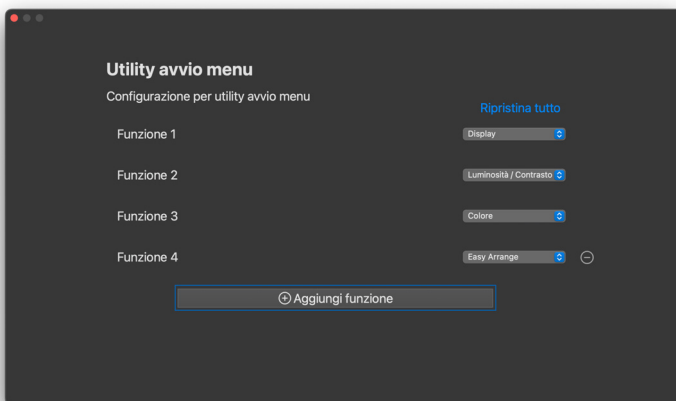 Utility avvio menu
Configurazione per utility avvio menu
Ripristina tutto
Funzione 1 Display
Funzione 2 Luminosità / Contrasto
Funzione 3 Colore
Funzione 4 Easy Arrange
Aggiungi funzione